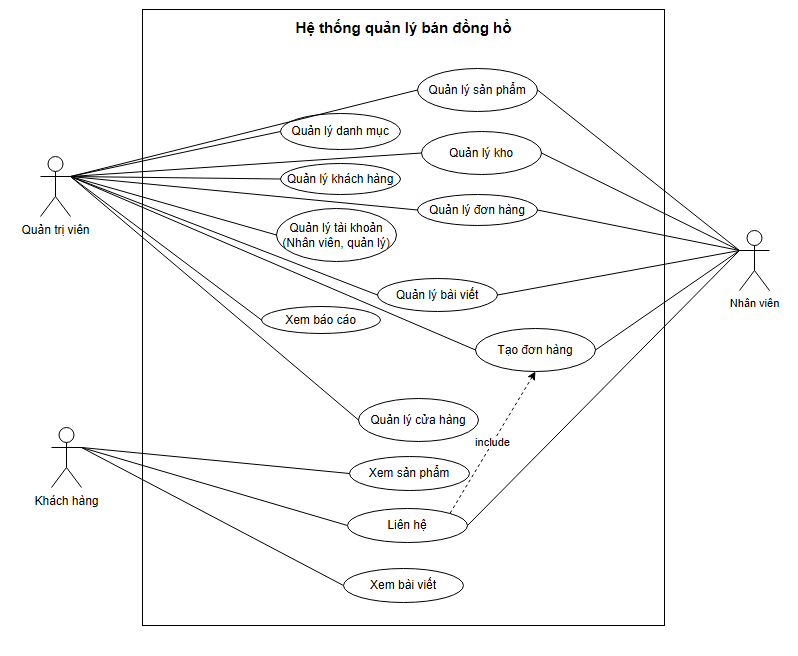 Hệ thống quản lý bán đồng hồ
Quản lý sản phẩm
Quản lý danh mục
Quản lý kho
Quản lý khách hàng
Quản lý đơn hàng
Quản trị viên
Quản lý tài khoản
(Nhân viên, quản lý)
Quản lý bài viết
Nhân viên
Xem báo cáo
Tạo đơn hàng
Quản lý cửa hàng
include
Xem sản phẩm
Khách hàng
Liên hệ
Xem bài viết